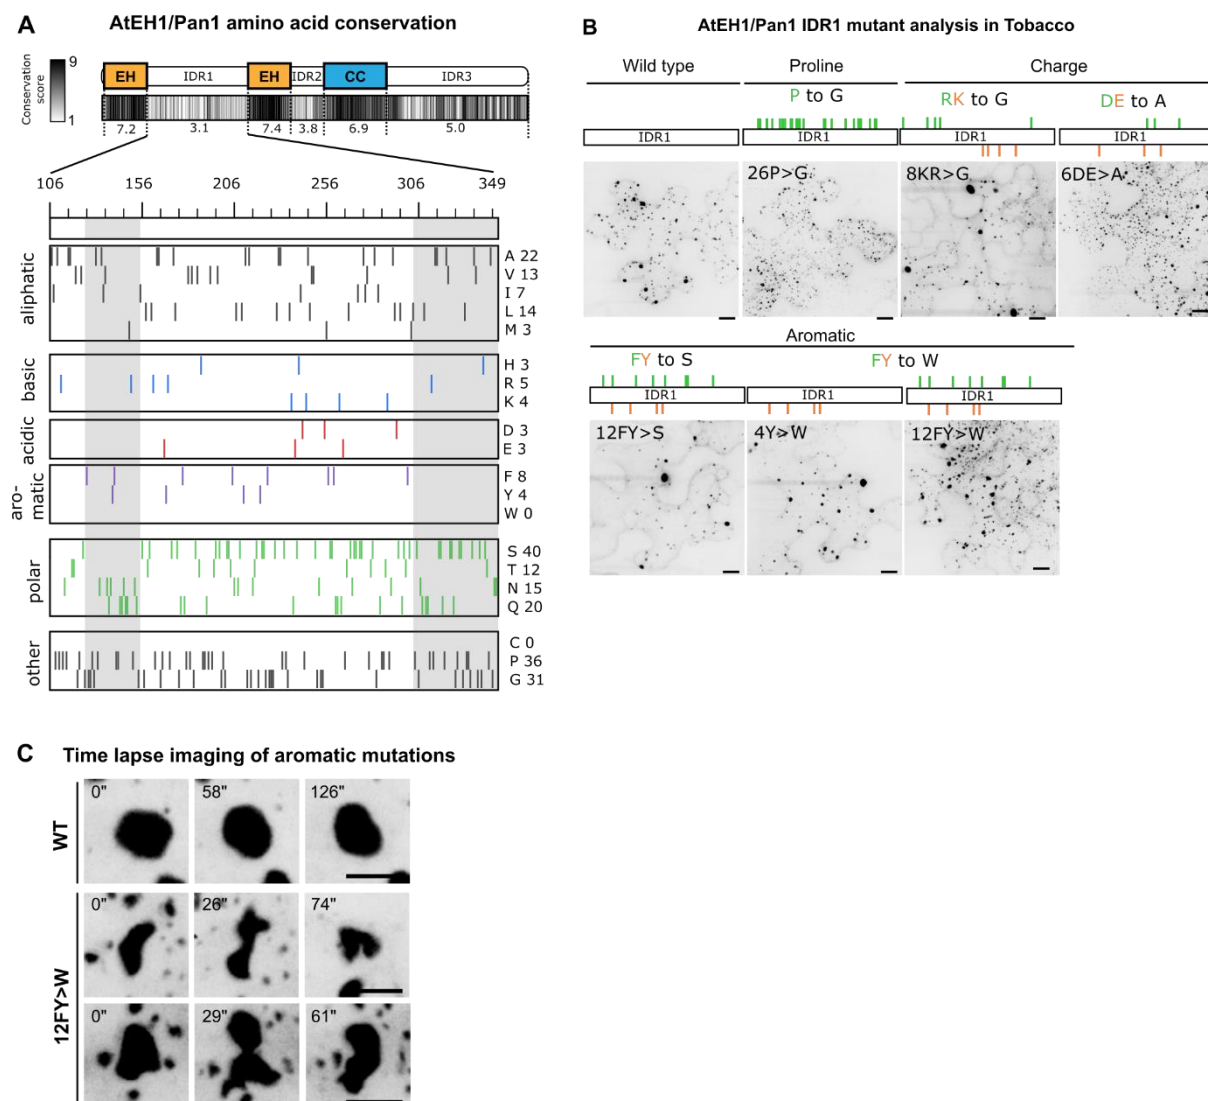 A
AtEH1/Pan1 amino acid conservation
Conservation score
9
1
EH
IDR1
EH
IDR2
CC
IDR3
7.2
3.1
7.4
3.8
6.9
5.0
106
156
206
256
306
349
aliphatic
A 22
V 13
I 7
L 14
M 3
basic
H 3
R 5
K 4
acidic
D 3
E 3
aro-
matic
F 8
Y 4
W 0
polar
S 40
T 12
N 15
Q 20
other
C 0
P 36
G 31
B
AtEH1/Pan1 IDR1 mutant analysis in Tobacco
Wild type
Proline
Charge
P to G
RK to G
DE to A
IDR1
IDR1
IDR1
IDR1
26P>G
8KR>G
6DE>A
Aromatic
FY to S
FY to W
IDR1
IDR1
IDR1
12FY>S
4Y>W
12FY>W
C
Time lapse imaging of aromatic mutations
WT
0"
58"
126"
12FY>W
0"
26"
74"
0"
29"
61"